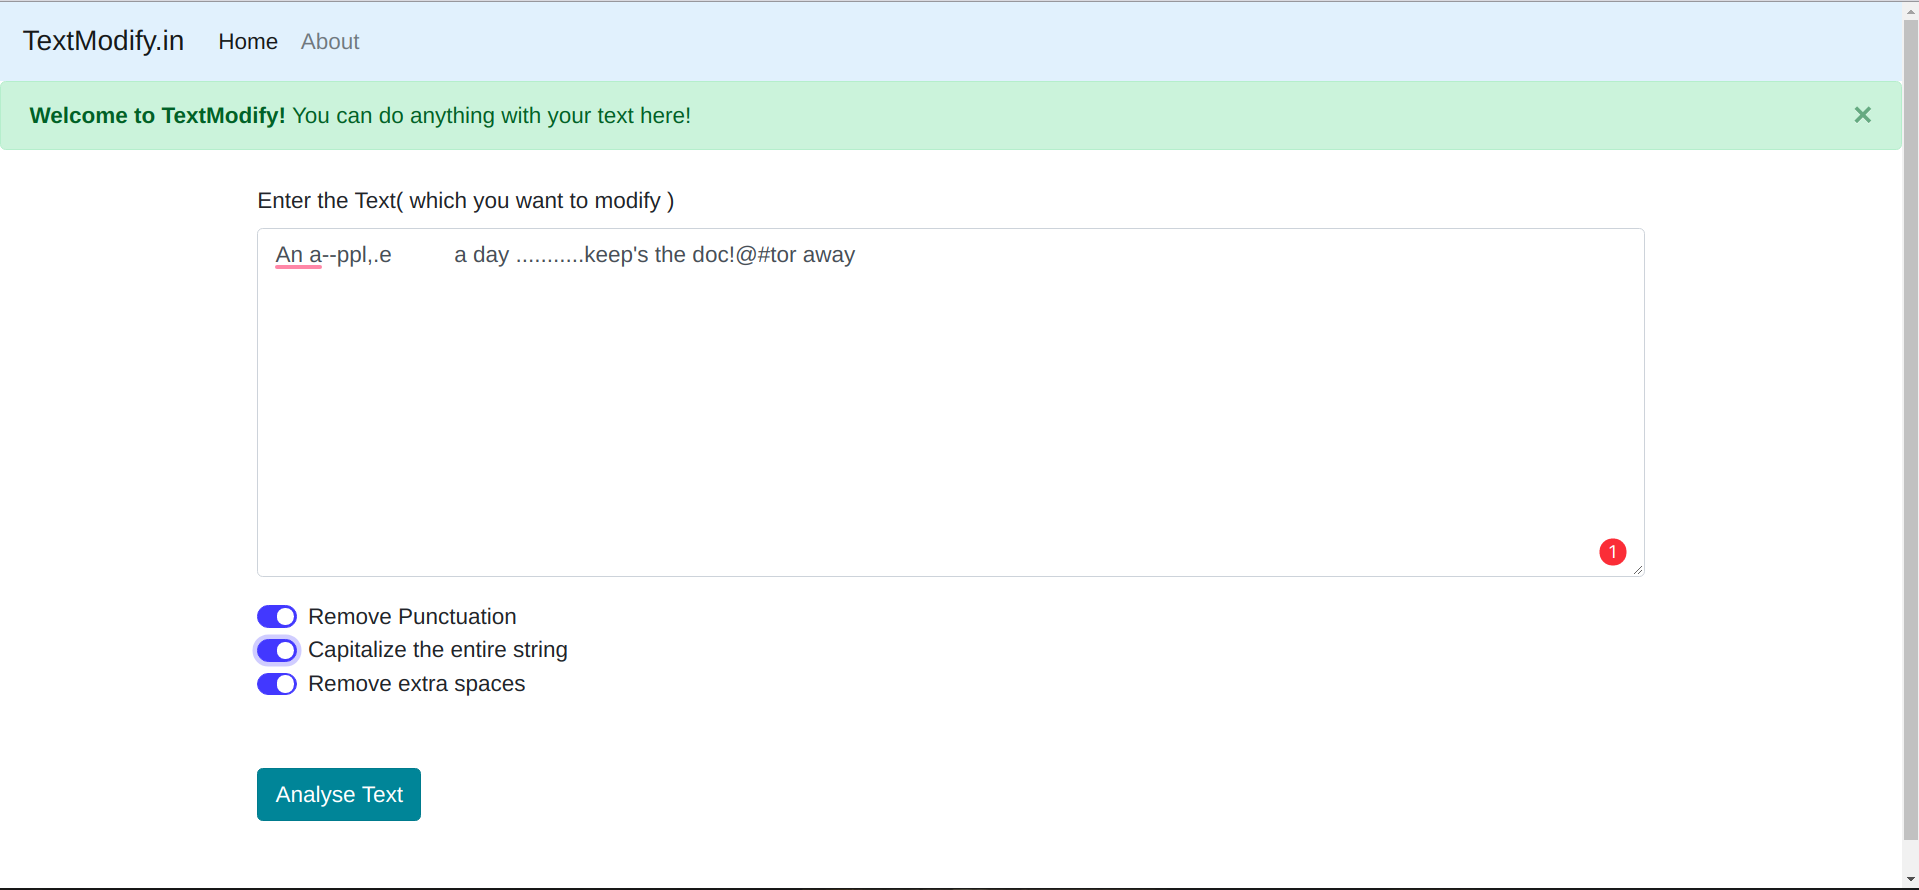 TextModify.in Home About
Welcome to TextModify! You can do anything with your text here! ×
Enter the Text( which you want to modify )
An a--ppl,.e          a day ...........keep's the doc!@#tor away
1
Remove Punctuation
Capitalize the entire string
Remove extra spaces
Analyse Text